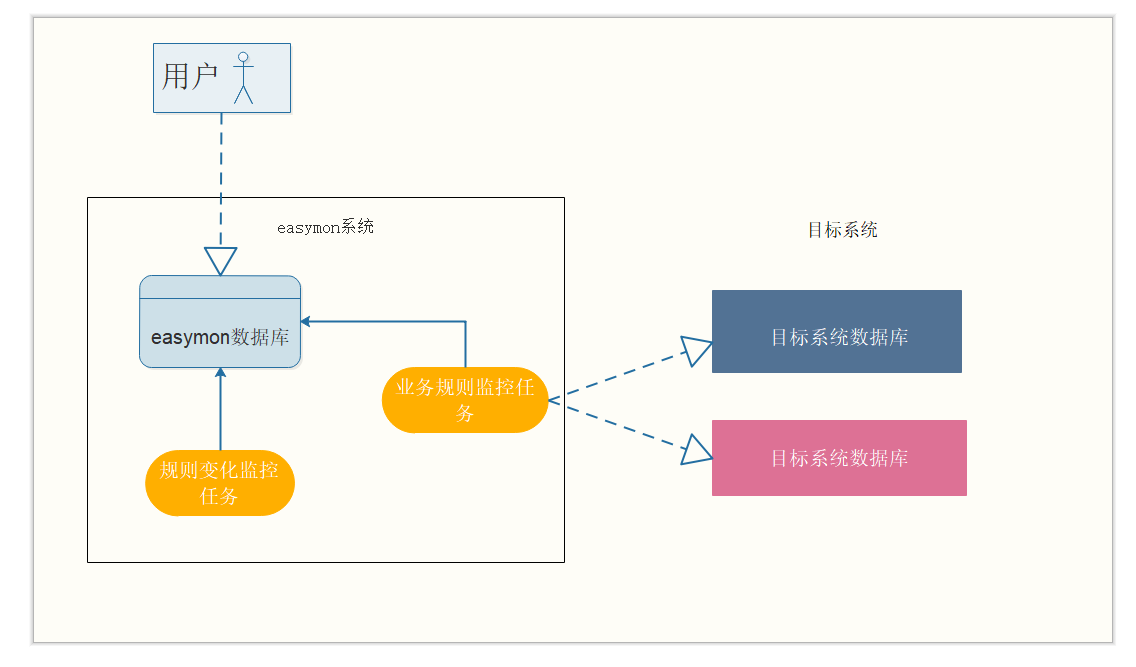 用户
easymon系统
目标系统
easymon数据库
目标系统数据库
业务规则监控任
务
目标系统数据库
规则变化监控
任务